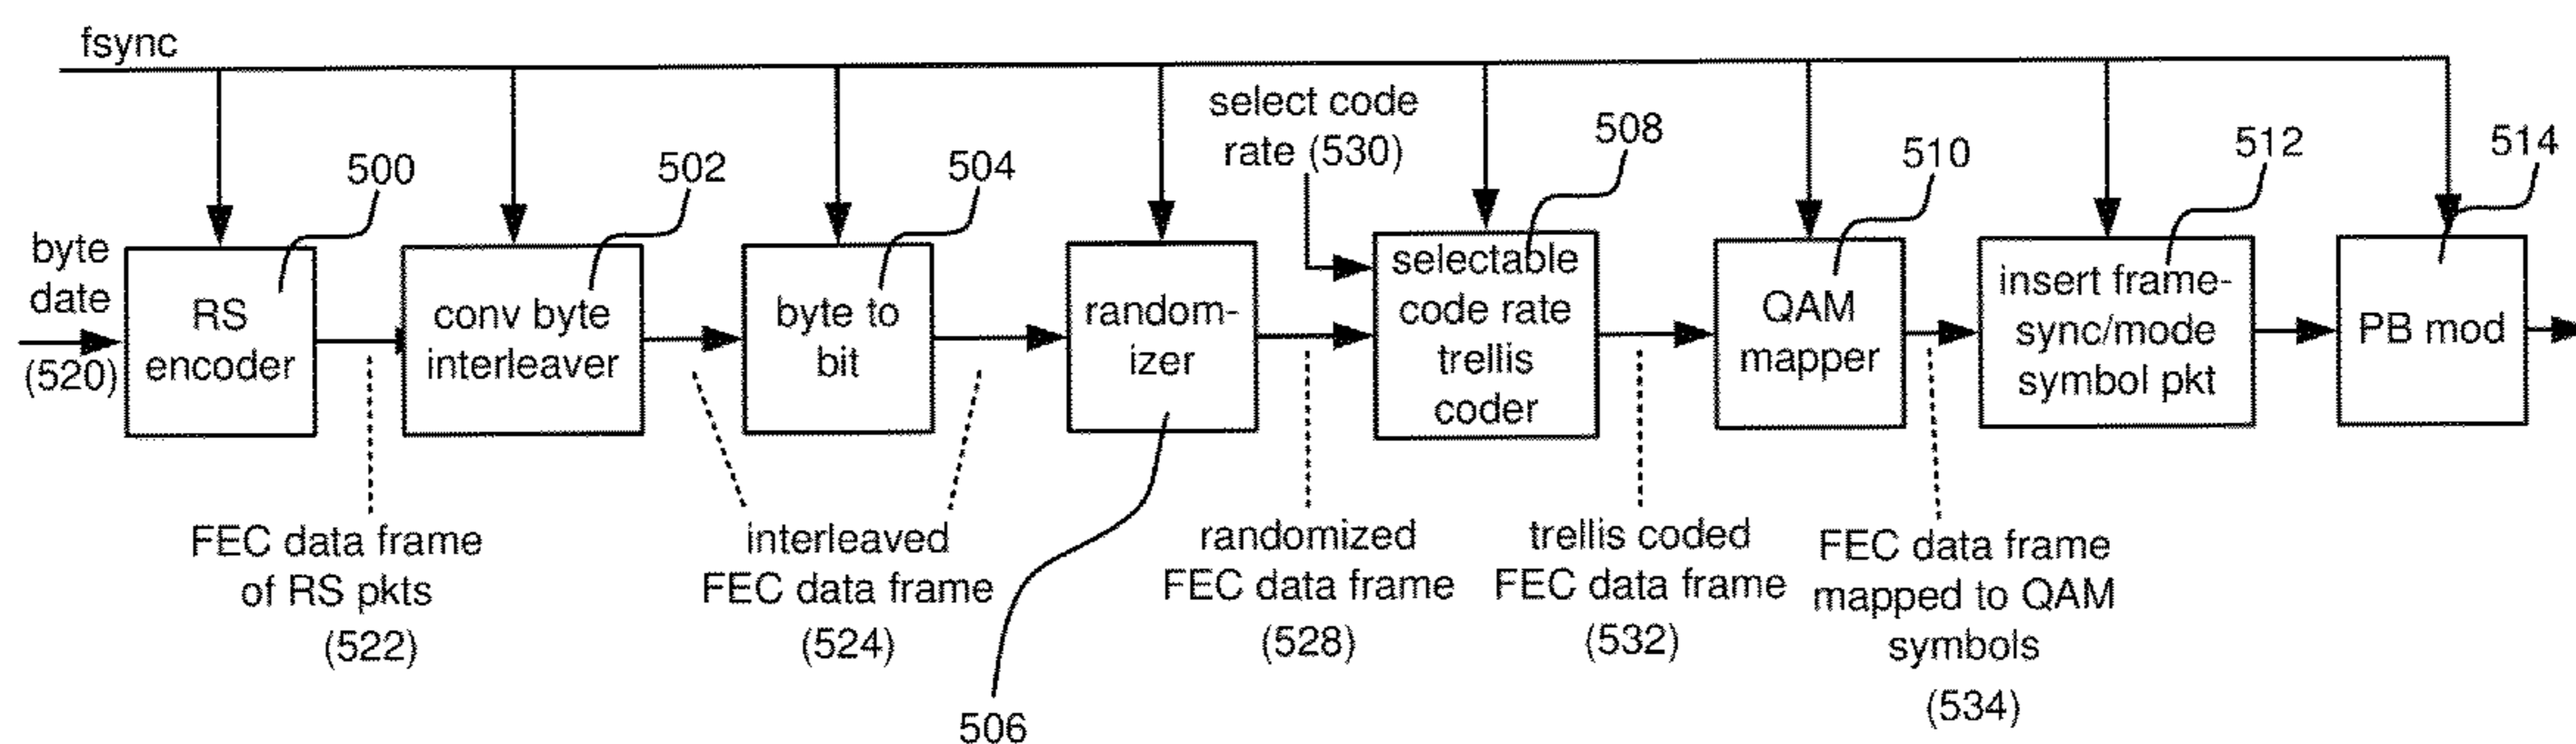 fsync
select code
rate (530)
500
502
504
508
510
512
514
byte
date
(520)
RS
encoder
conv byte
interleaver
byte to
bit
random-
izer
selectable
code rate
trellis
coder
QAM
mapper
insert frame-
sync/mode
symbol pkt
PB mod
FEC data frame
of RS pkts
(522)
interleaved
FEC data frame
(524)
506
randomized
FEC data frame
(528)
trellis coded
FEC data frame
(532)
FEC data frame
mapped to QAM
symbols
(534)